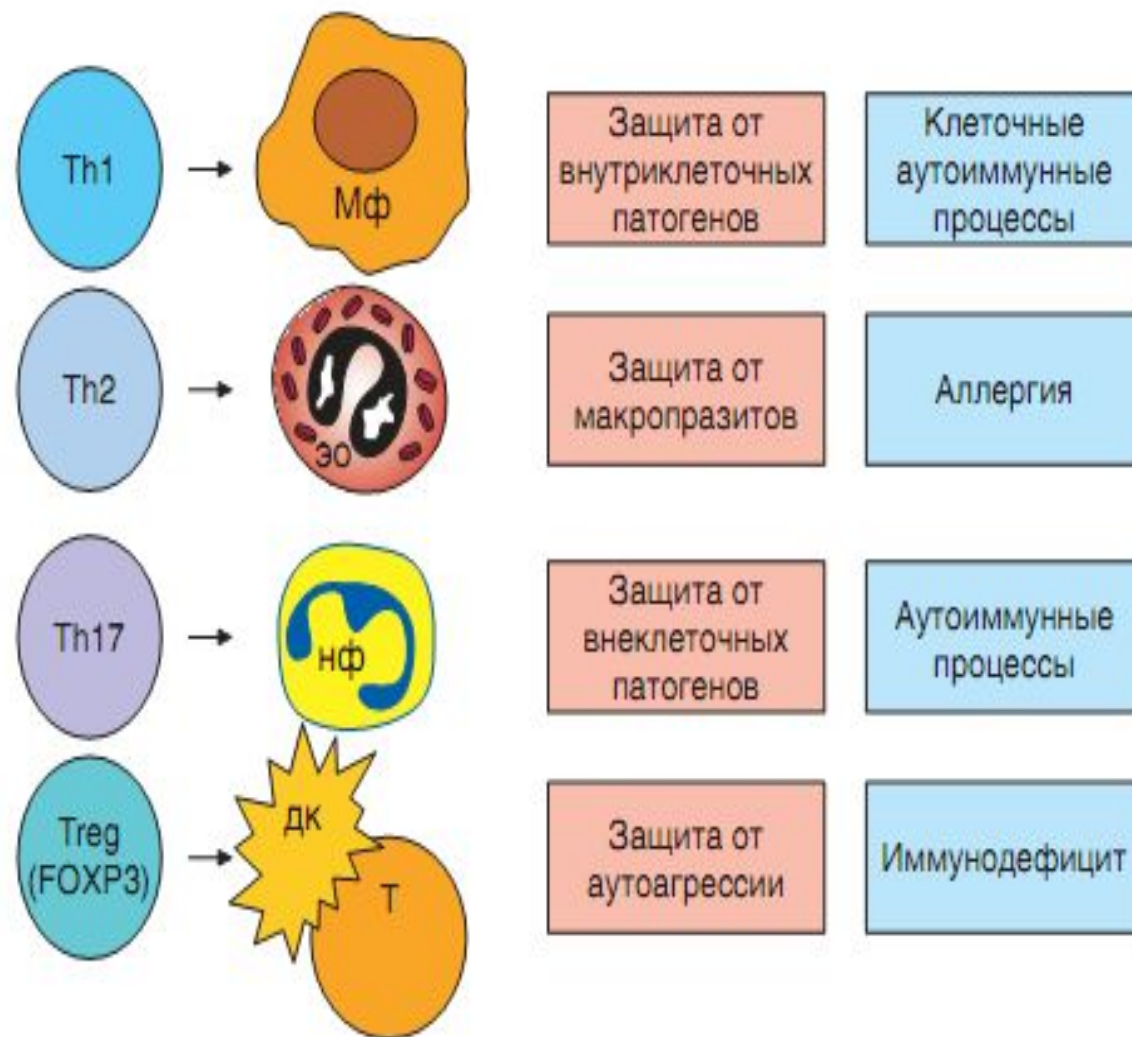 Th1
Мф
Защита от
внутриклеточных
патогенов
Клеточные
аутоиммунные
процессы
Th2
эо
Защита от
макропразитов
Аллергия
Th17
нф
Защита от
внеклеточных
патогенов
Аутоиммунные
процессы
Treg
(FOXP3)
дк
Т
Защита от
аутоагрессии
Иммунодефицит